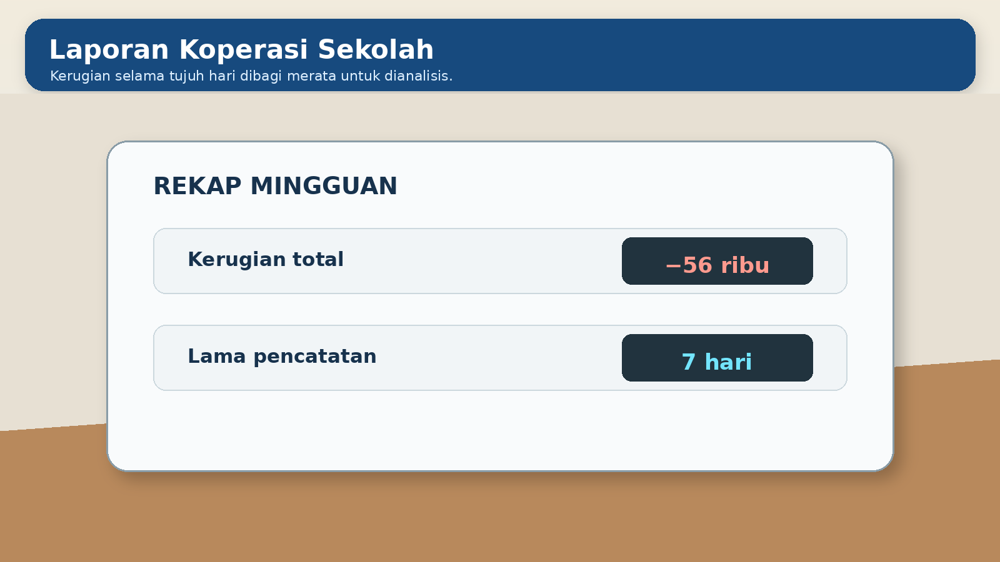 Laporan Koperasi Sekolah
Kerugian selama tujuh hari dibagi merata untuk dianalisis.
REKAP MINGGUAN
Kerugian total
−56 ribu
Lama pencatatan
7 hari